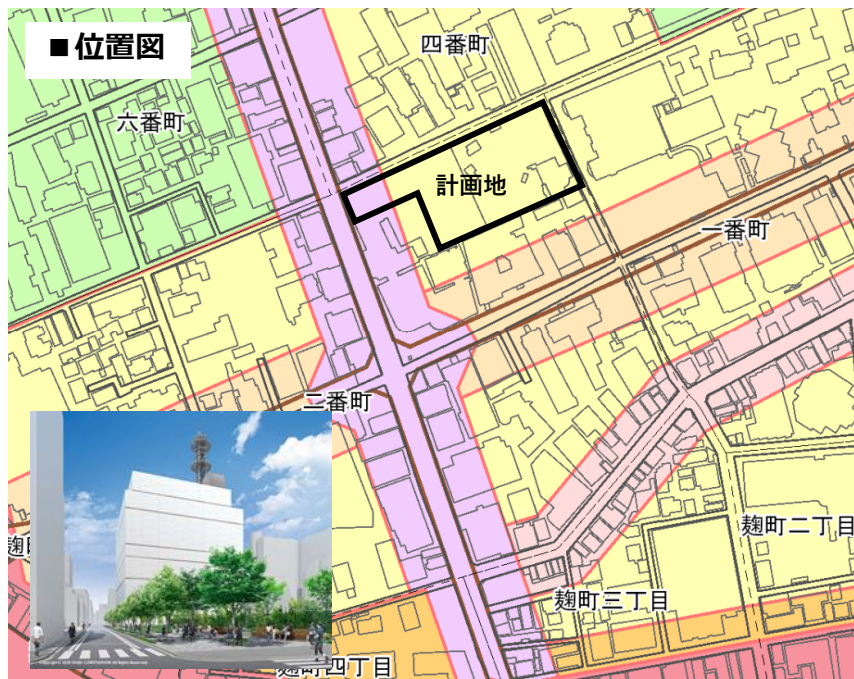 ■位置図
四番町
六番町
計画地
一番町
二番町
麹町二丁目
麹町三丁目
麹町四丁目